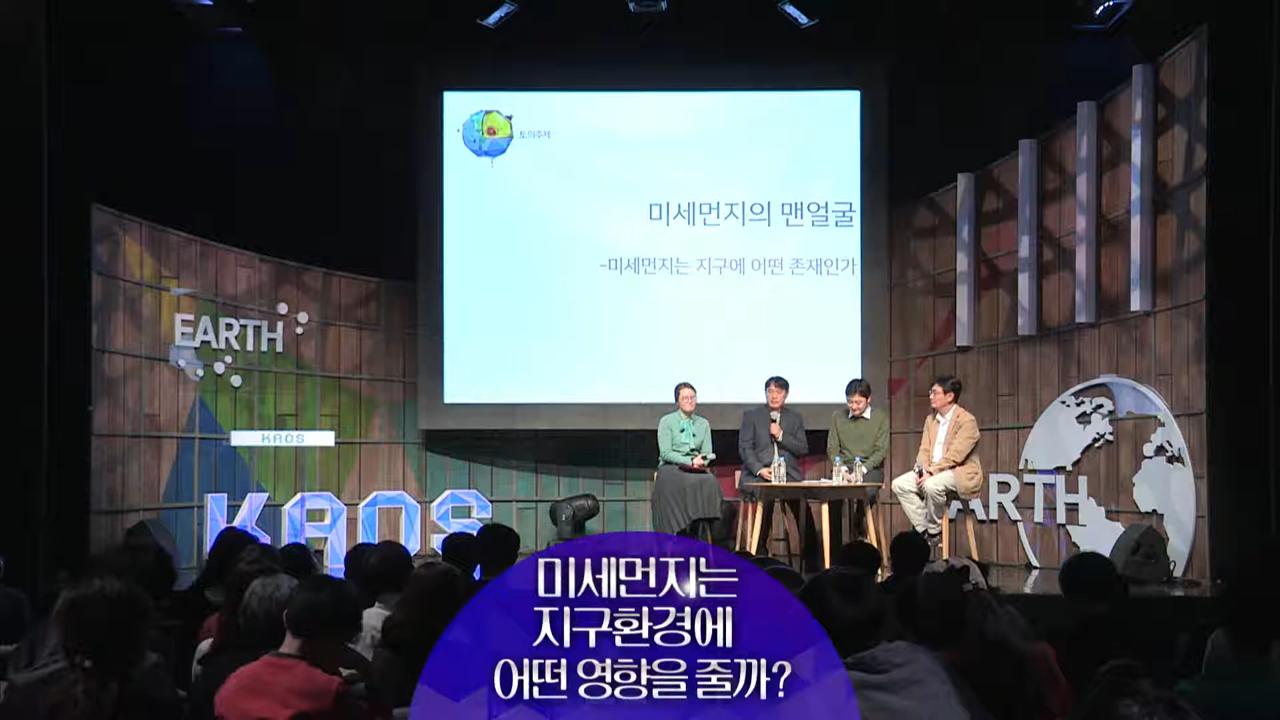 토의주제
미세먼지의 맨얼굴
-미세먼지는 지구에 어떤 존재인가
EARTH
KAOS
KAOS
EARTH
미세먼지는
지구환경에
어떤 영향을 줄까?